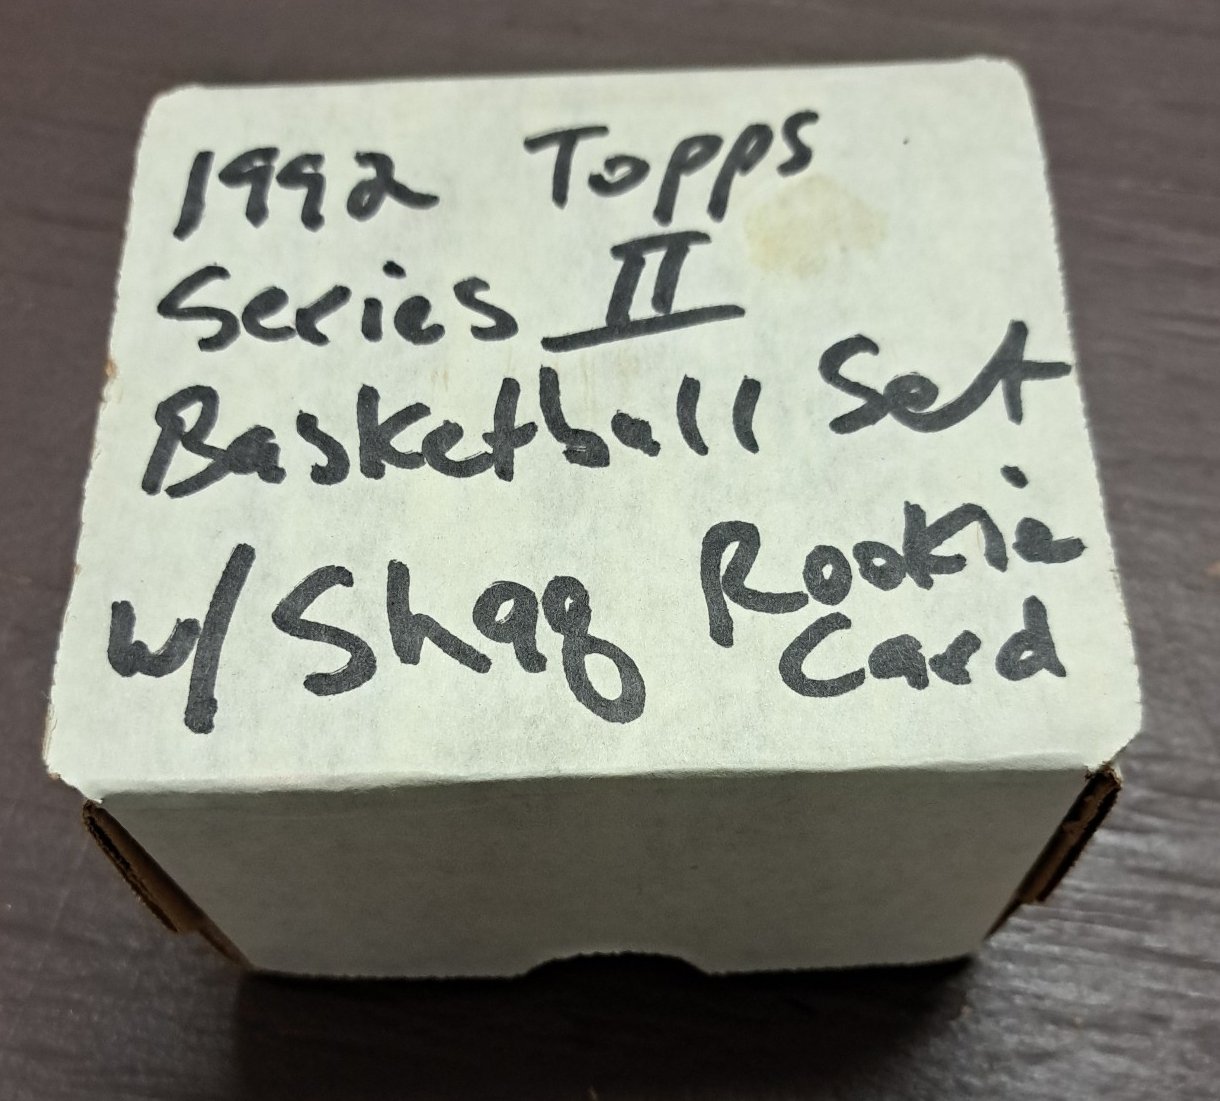 1992 Topps
Series II
Basketball Set
w/ Shaq Rookie
Card